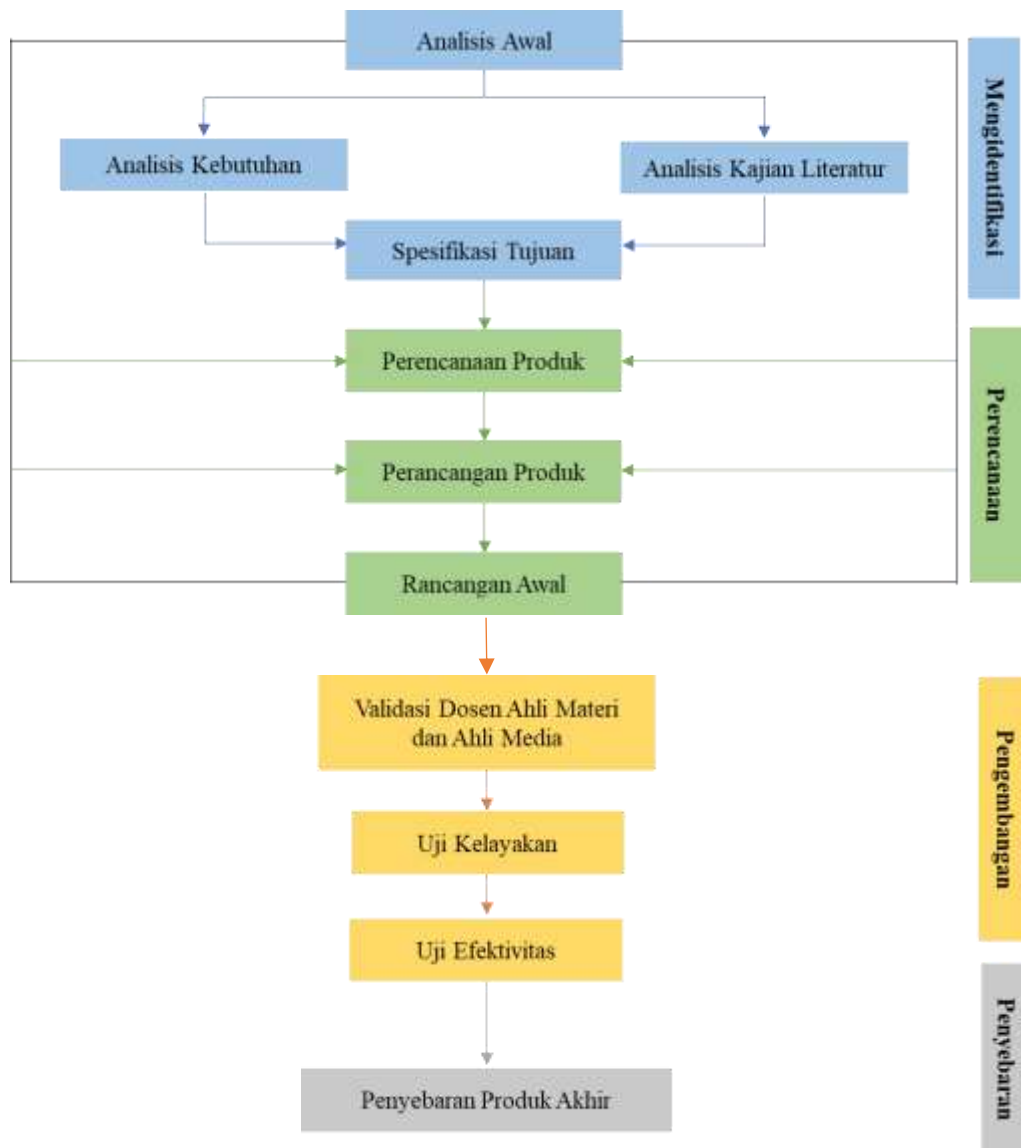 Analisis Awal
Analisis Kebutuhan
Analisis Kajian Literatur
Spesifikasi Tujuan
Mengidentifikasi
Perencanaan Produk
Perancangan Produk
Rancangan Awal
Perencanaan
Validasi Dosen Ahli Materi
dan Ahli Media
Uji Kelayakan
Uji Efektivitas
Pengembangan
Penyebaran Produk Akhir
Penyebaran